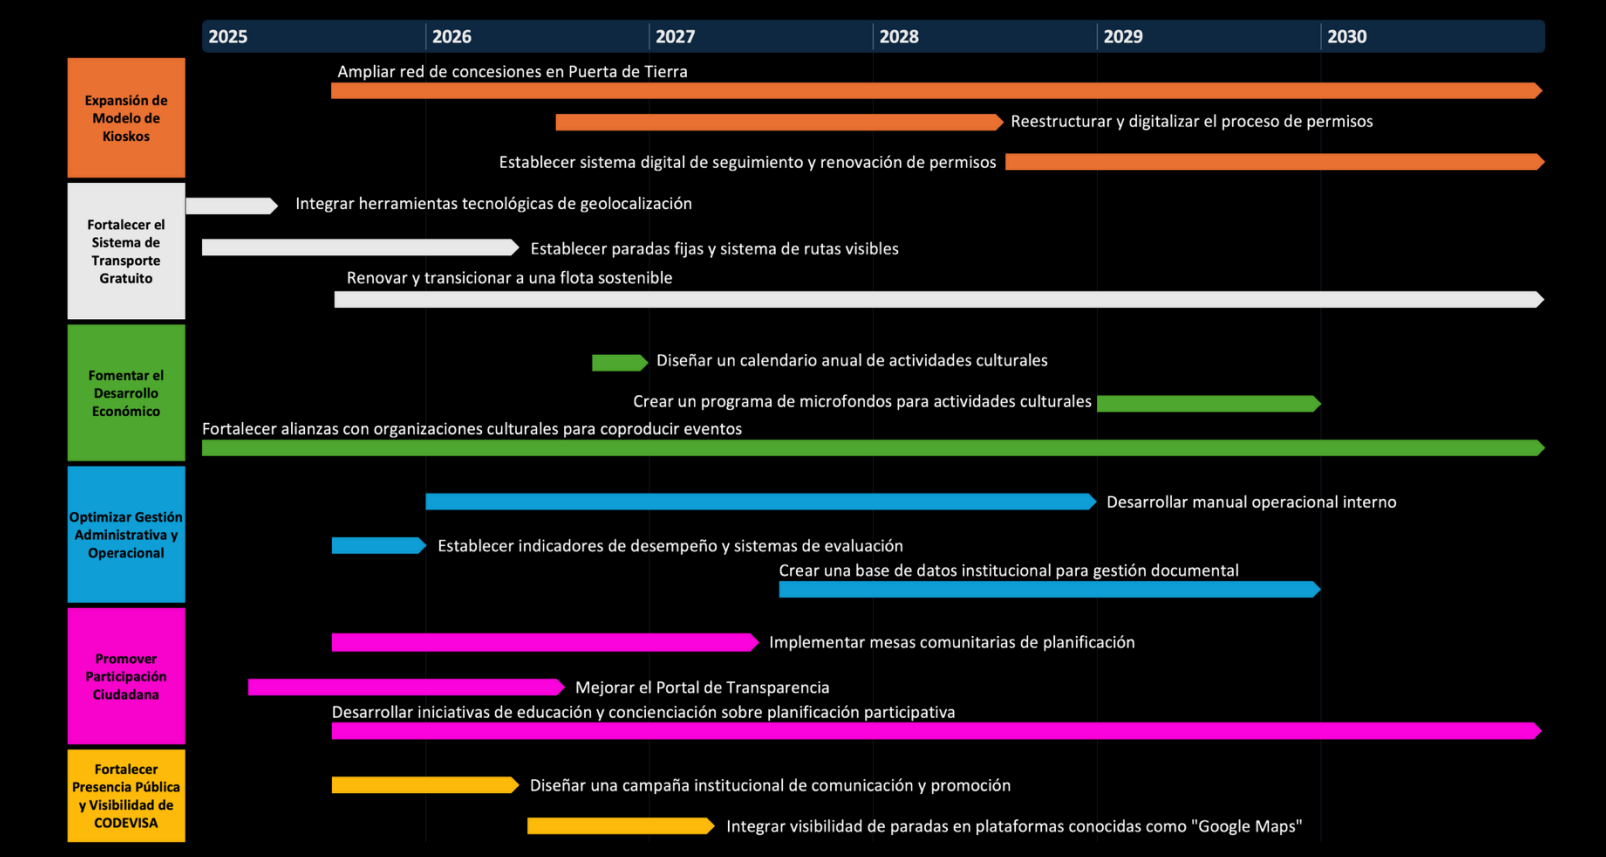 2025 2026 2027 2028 2029 2030
Expansión de
Modelo de
Kioskos
Ampliar red de concesiones en Puerta de Tierra
Reestructurar y digitalizar el proceso de permisos
Establecer sistema digital de seguimiento y renovación de permisos
Fortalecer el
Sistema de
Transporte
Gratuito
Integrar herramientas tecnológicas de geolocalización
Establecer paradas fijas y sistema de rutas visibles
Renovar y transicionar a una flota sostenible
Fomentar el
Desarrollo
Económico
Diseñar un calendario anual de actividades culturales
Crear un programa de microfondos para actividades culturales
Fortalecer alianzas con organizaciones culturales para coproducir eventos
Optimizar Gestión
Administrativa y
Operacional
Desarrollar manual operacional interno
Establecer indicadores de desempeño y sistemas de evaluación
Crear una base de datos institucional para gestión documental
Promover
Participación
Ciudadana
Implementar mesas comunitarias de planificación
Mejorar el Portal de Transparencia
Desarrollar iniciativas de educación y concienciación sobre planificación participativa
Fortalecer
Presencia Pública
y Visibilidad de
CODEVISA
Diseñar una campaña institucional de comunicación y promoción
Integrar visibilidad de paradas en plataformas conocidas como "Google Maps"